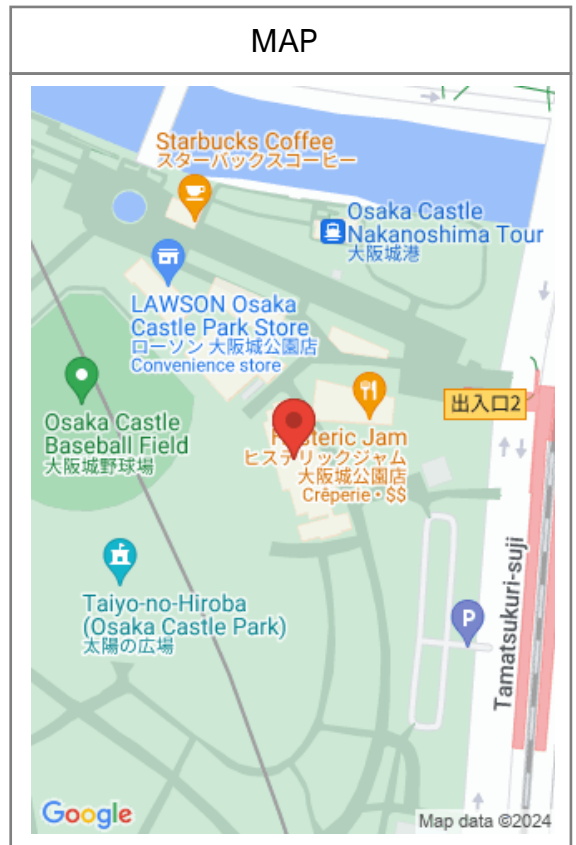 MAP
Starbucks Coffee
スターバックスコーヒー
Osaka Castle
Nakanoshima Tour
大阪城港
LAWSON Osaka
Castle Park Store
ローソン 大阪城公園店
Convenience store
出入口2
Osaka Castle
Baseball Field
大阪城野球場
Jam
ヒステリックジャム
大阪城公園店
Crêperie • $$
Taiyo-no-Hiroba
(Osaka Castle Park)
太陽の広場
P
Tamatsukuri-suji
Google
Map data ©2024